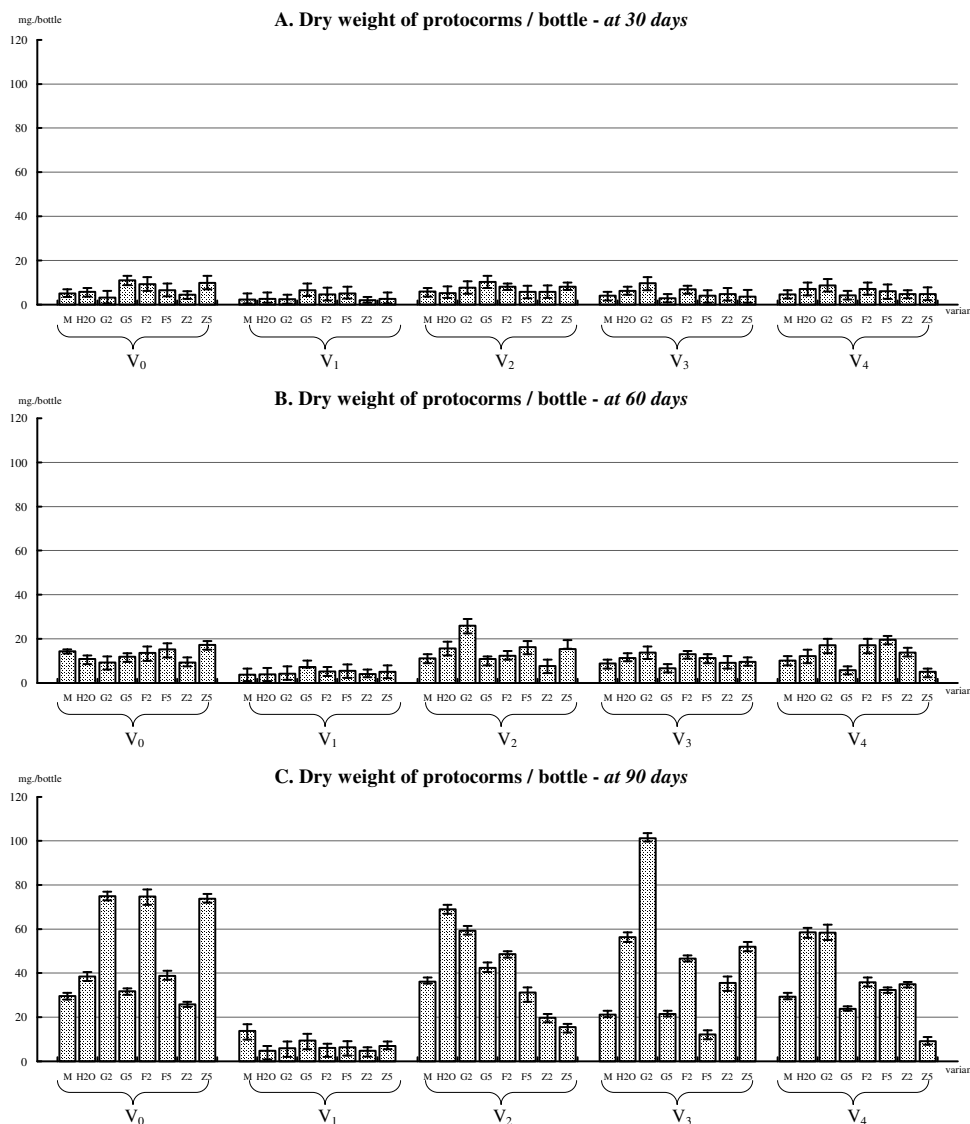 A. Dry weight of protocorms / bottle - at 30 days
mg./bottle
120
100
80
60
40
20
0
M H2O G2 G5 F2 F5 Z2 Z5 M H2O G2 G5 F2 F5 Z2 Z5 M H2O G2 G5 F2 F5 Z2 Z5 M H2O G2 G5 F2 F5 Z2 Z5 M H2O G2 G5 F2 F5 Z2 Z5 varian
V0 V1 V2 V3 V4
B. Dry weight of protocorms / bottle - at 60 days
mg./bottle
120
100
80
60
40
20
0
M H2O G2 G5 F2 F5 Z2 Z5 M H2O G2 G5 F2 F5 Z2 Z5 M H2O G2 G5 F2 F5 Z2 Z5 M H2O G2 G5 F2 F5 Z2 Z5 M H2O G2 G5 F2 F5 Z2 Z5 varian
V0 V1 V2 V3 V4
C. Dry weight of protocorms / bottle - at 90 days
mg./bottle
120
100
80
60
40
20
0
M H2O G2 G5 F2 F5 Z2 Z5 M H2O G2 G5 F2 F5 Z2 Z5 M H2O G2 G5 F2 F5 Z2 Z5 M H2O G2 G5 F2 F5 Z2 Z5 M H2O G2 G5 F2 F5 Z2 Z5 varian
V0 V1 V2 V3 V4